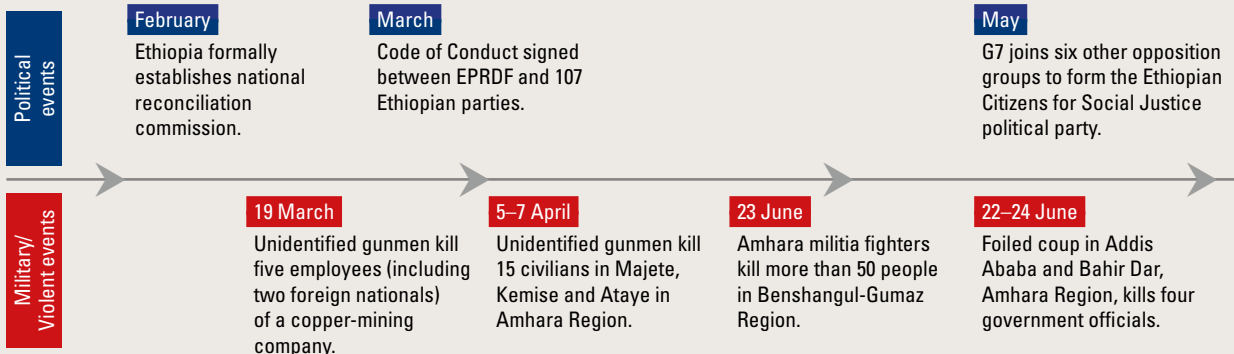 Political
events
February
Ethiopia formally
establishes national
reconciliation
commission.
March
Code of Conduct signed
between EPRDF and 107
Ethiopian parties.
May
G7 joins six other opposition
groups to form the Ethiopian
Citizens for Social Justice
political party.
Military/
Violent events
19 March
Unidentified gunmen kill
five employees (including
two foreign nationals)
of a copper-mining
company.
5–7 April
Unidentified gunmen kill
15 civilians in Majete,
Kemise and Ataye in
Amhara Region.
23 June
Amhara militia fighters
kill more than 50 people
in Benshangul-Gumaz
Region.
22–24 June
Foiled coup in Addis
Ababa and Bahir Dar,
Amhara Region, kills four
government officials.